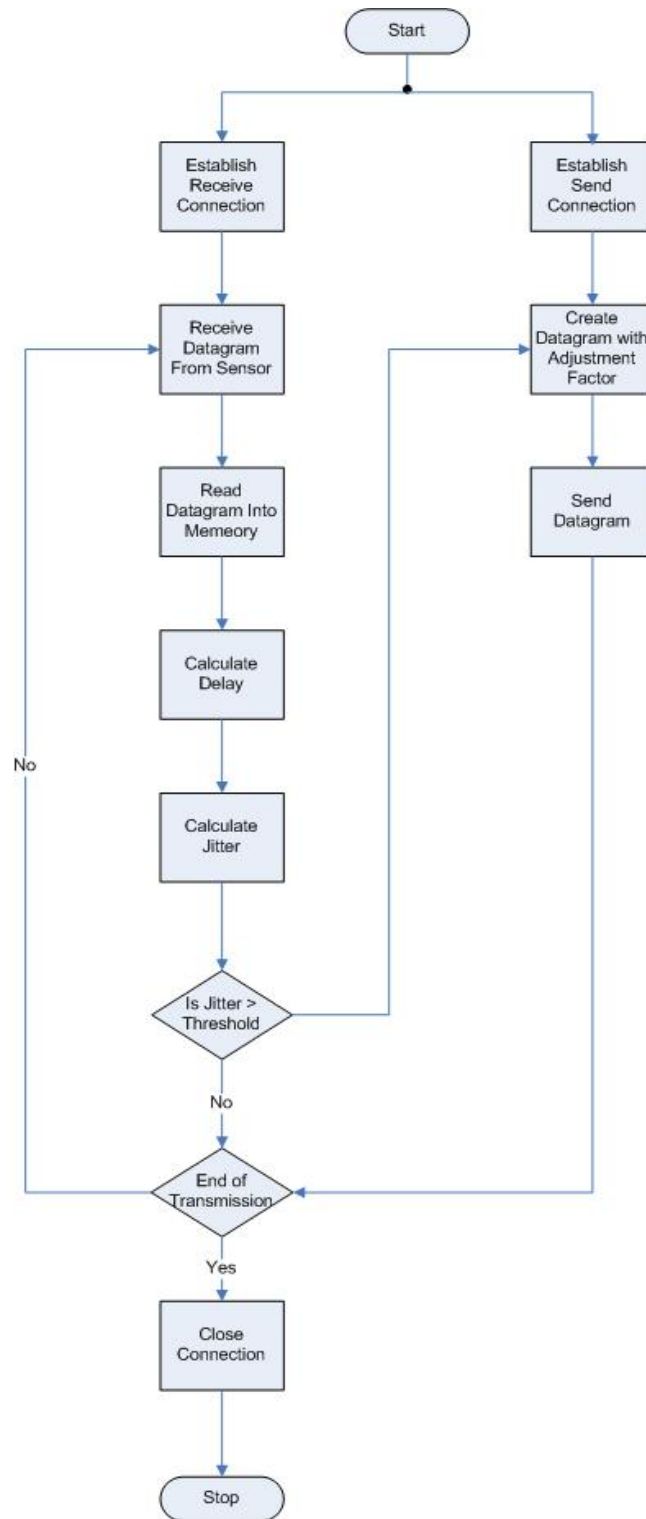 Start
Establish
Receive
Connection
Establish
Send
Connection
Receive
Datagram
From Sensor
Create
Datagram with
Adjustment
Factor
Read
Datagram Into
Memeory
Send
Datagram
Calculate
Delay
No
Calculate
Jitter
Is Jitter >
Threshold
No
End of
Transmission
Yes
Close
Connection
Stop